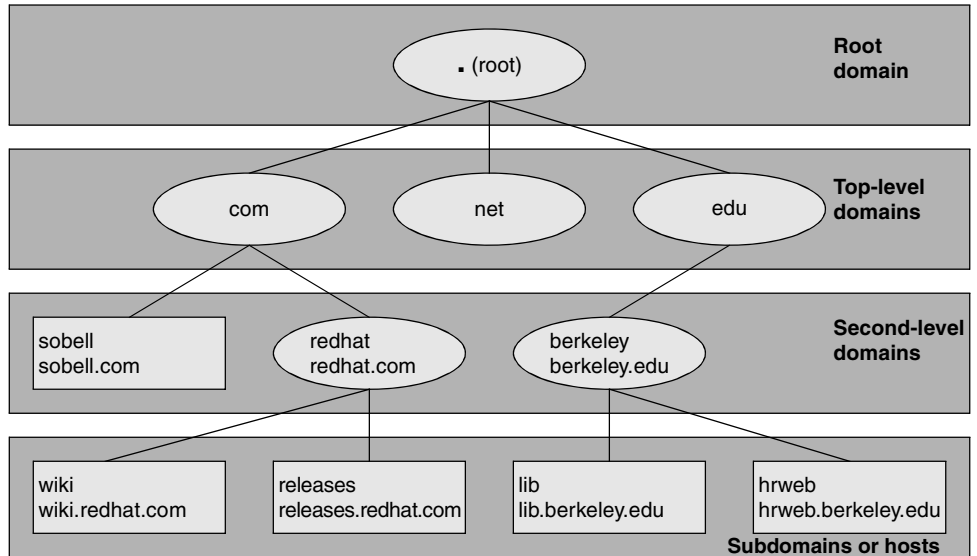 . (root)
Root
domain
com
net
edu
Top-level
domains
sobell
sobell.com
redhat
redhat.com
berkeley
berkeley.edu
Second-level
domains
wiki
wiki.redhat.com
releases
releases.redhat.com
lib
lib.berkeley.edu
hrweb
hrweb.berkeley.edu
Subdomains or hosts